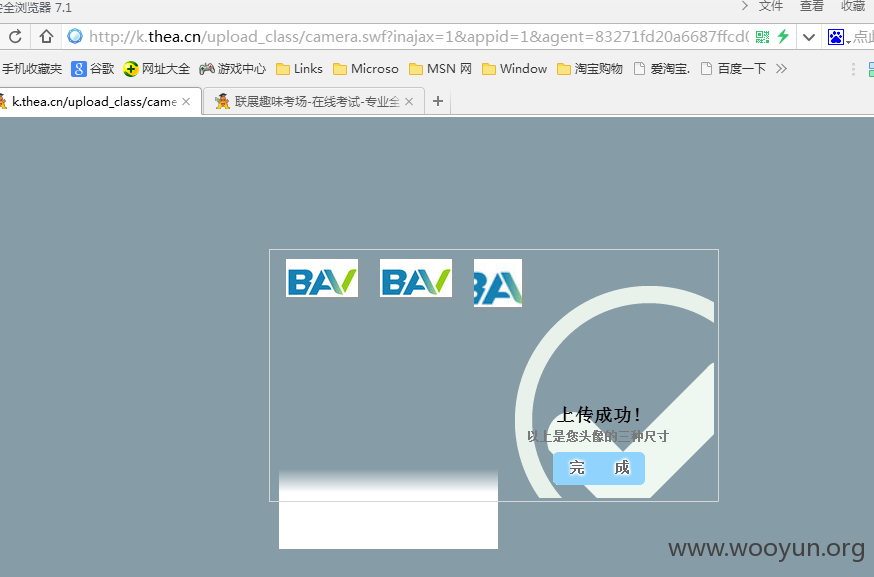 安全浏览器 7.1
文件 查看 收藏
http://k.thea.cn/upload_class/camera.swf?inajax=1&appid=1&agent=83271fd20a6687ffcd0 点此
手机收藏夹 谷歌 网址大全 游戏中心 Links Microso MSN 网 Window 淘宝购物 爱淘宝. 百度一下
k.thea.cn/upload_class/came 联展趣味考场-在线考试-专业全
BAV BAV BAV
上传成功!
以上是您头像的三种尺寸
完 成
www.wooyun.org